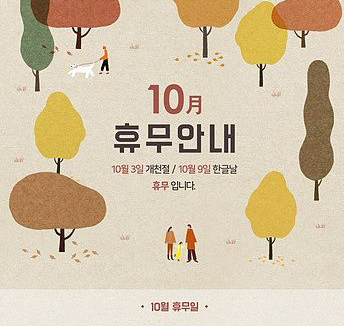 10月
휴무안내
10월 3일 개천절 / 10월 9일 한글날
휴무 입니다.
• 10월 휴무일 •